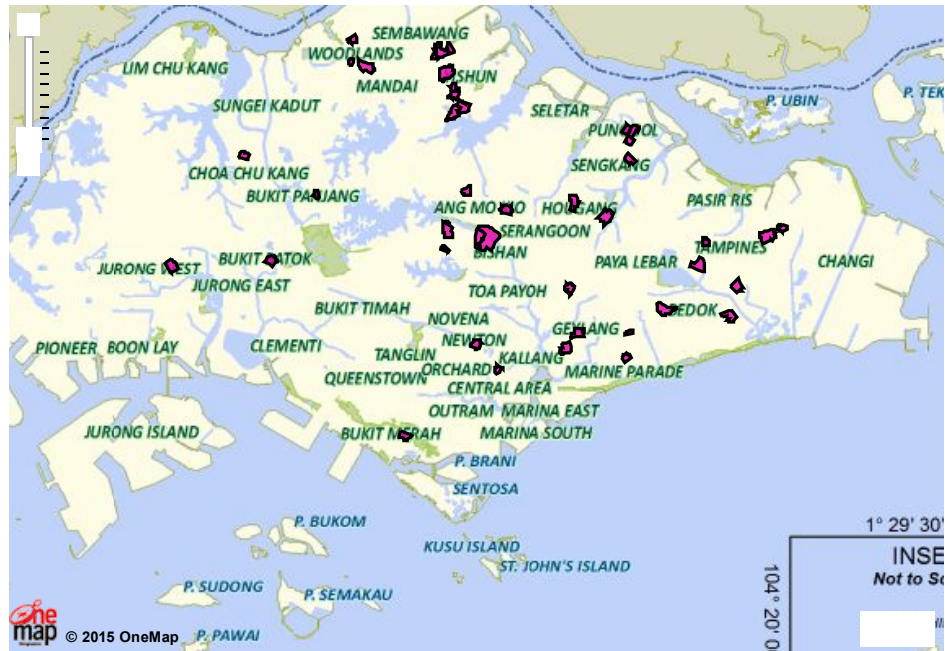 SEMBAWANG
WOODLANDS
LIM CHU KANG
MANDAI
SUNGEI KADUT
SELETAR
P. UBIN
P. TEK
CHOA CHU KANG
SENGKANG
BUKIT PANJANG
PASIR RIS
ANG MO KIO
HOUGANG
SERANGOON
BISHAN
TAMPINES
PAYA LEBAR
CHANGI
JURONG WEST
BUKIT BATOK
JURONG EAST
TOA PAYOH
BUKIT TIMAH
NOVENA
GEYLANG
NEWTON
PIONEER
BOON LAY
CLEMENTI
TANGLIN
KALLANG
ORCHARD
QUEENSTOWN
MARINE PARADE
CENTRAL AREA
OUTRAM
MARINA EAST
JURONG ISLAND
BUKIT MERAH
MARINA SOUTH
P. BRANI
SENTOSA
P. BUKOM
1° 29' 30'
KUSU ISLAND
INSE
ST. JOHN'S ISLAND
Not to Sc
104° 20' 0
P. SUDONG
P. SEMAKAU
One
map © 2015 OneMap
P. PAWAI